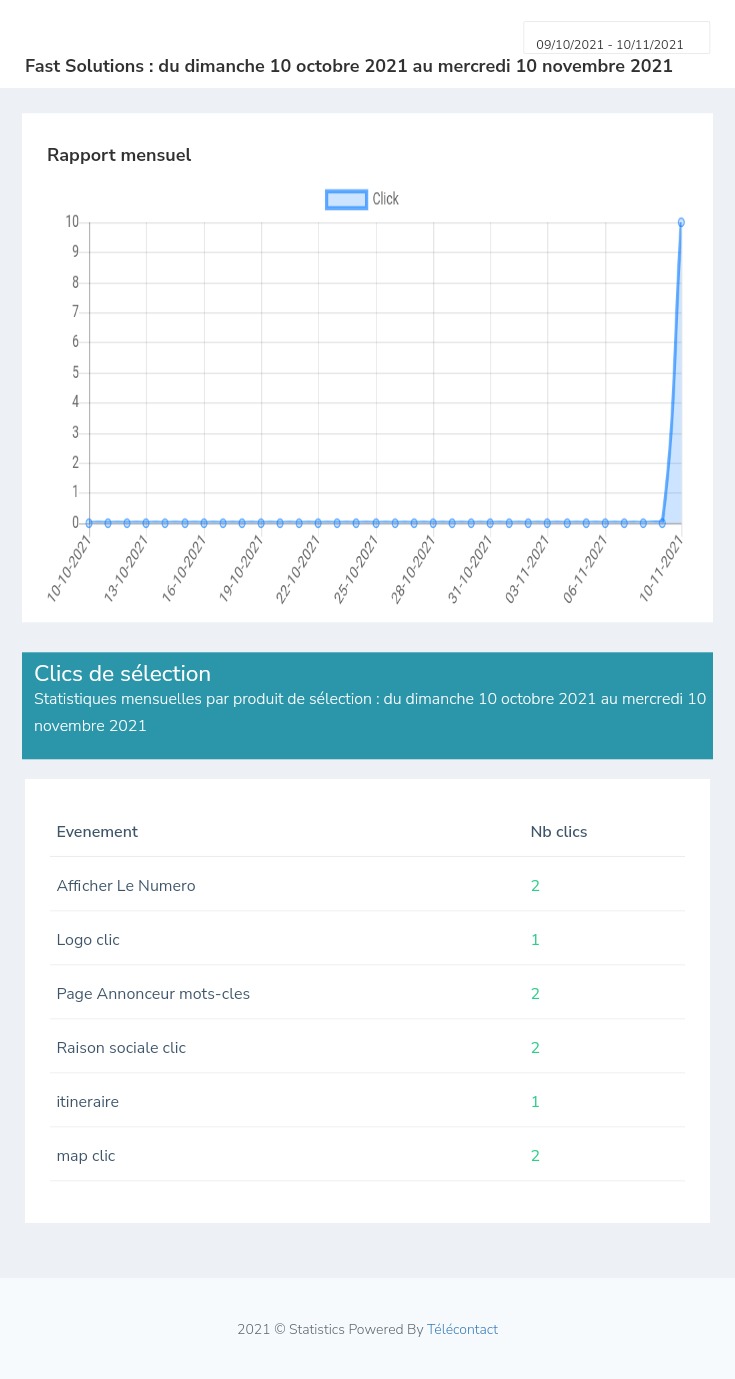 09/10/2021 - 10/11/2021
Fast Solutions : du dimanche 10 octobre 2021 au mercredi 10 novembre 2021
Rapport mensuel
Click
10
9
8
7
6
5
4
3
2
1
0
10-10-2021
13-10-2021
16-10-2021
19-10-2021
22-10-2021
25-10-2021
28-10-2021
31-10-2021
03-11-2021
06-11-2021
10-11-2021
Clics de sélection
Statistiques mensuelles par produit de sélection : du dimanche 10 octobre 2021 au mercredi 10
novembre 2021
Evenement Nb clics
Afficher Le Numero 2
Logo clic 1
Page Annonceur mots-cles 2
Raison sociale clic 2
itineraire 1
map clic 2
2021 © Statistics Powered By Télécontact